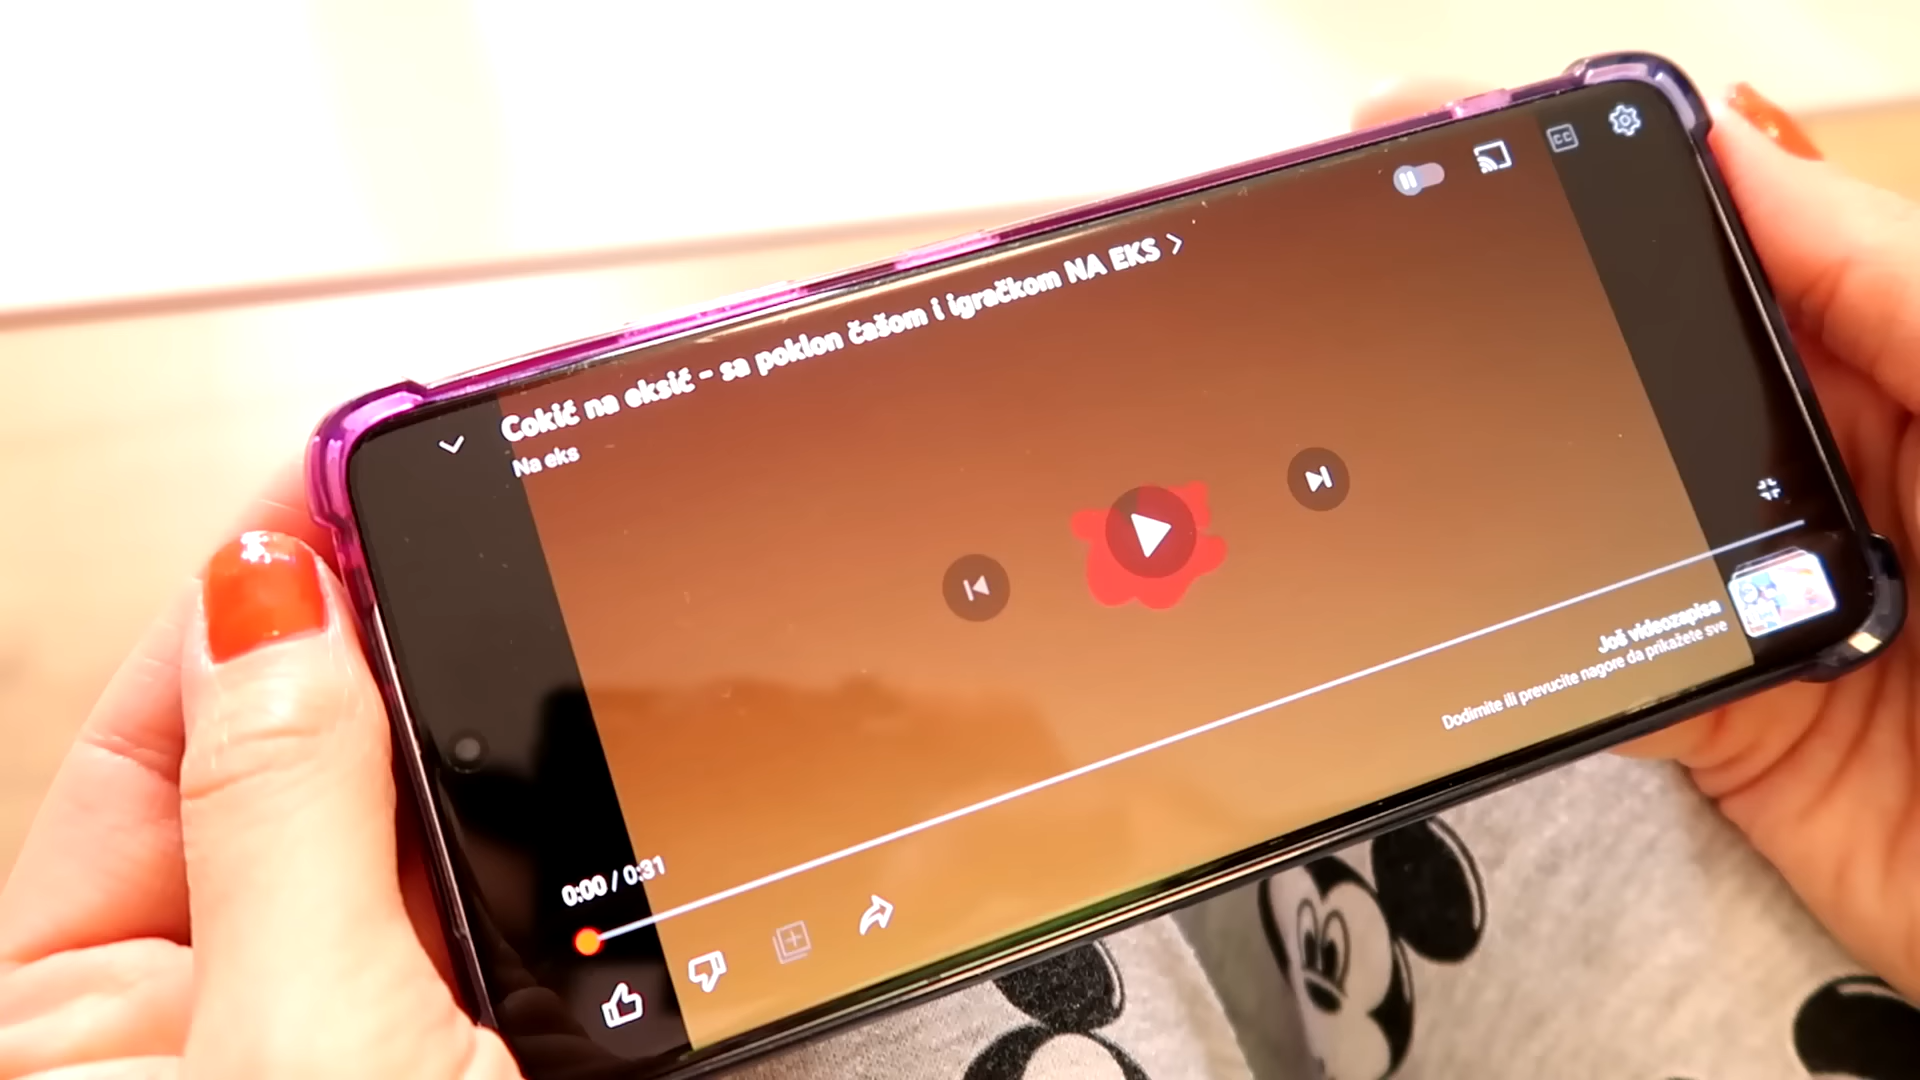 Cokić na eksić - sa poklon čašom i igračkom NA EKS
Na eks
CC
Još videozapisa
Dodirnite ili prevucite nagore da prikažete sve
0:00 / 0:31